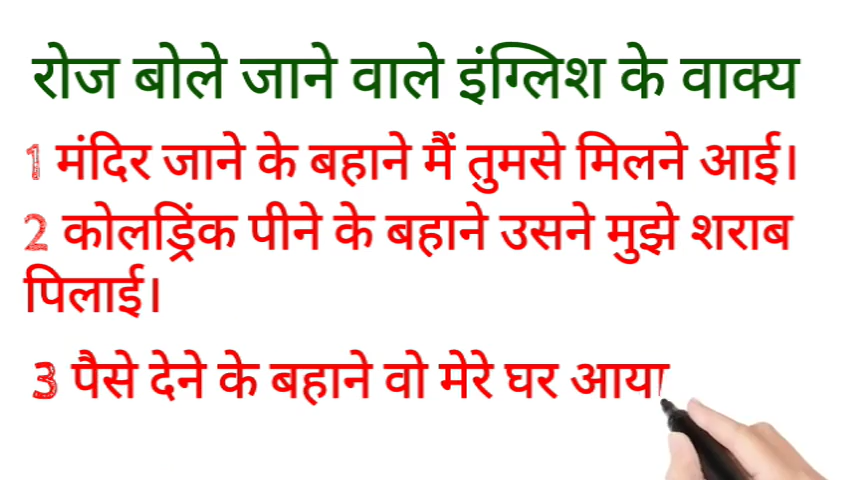 रोज बोले जाने वाले इंग्लिश के वाक्य
1 मंदिर जाने के बहाने मैं तुमसे मिलने आई।
2 कोलड्रिंक पीने के बहाने उसने मुझे शराब
पिलाई।
3 पैसे देने के बहाने वो मेरे घर आया